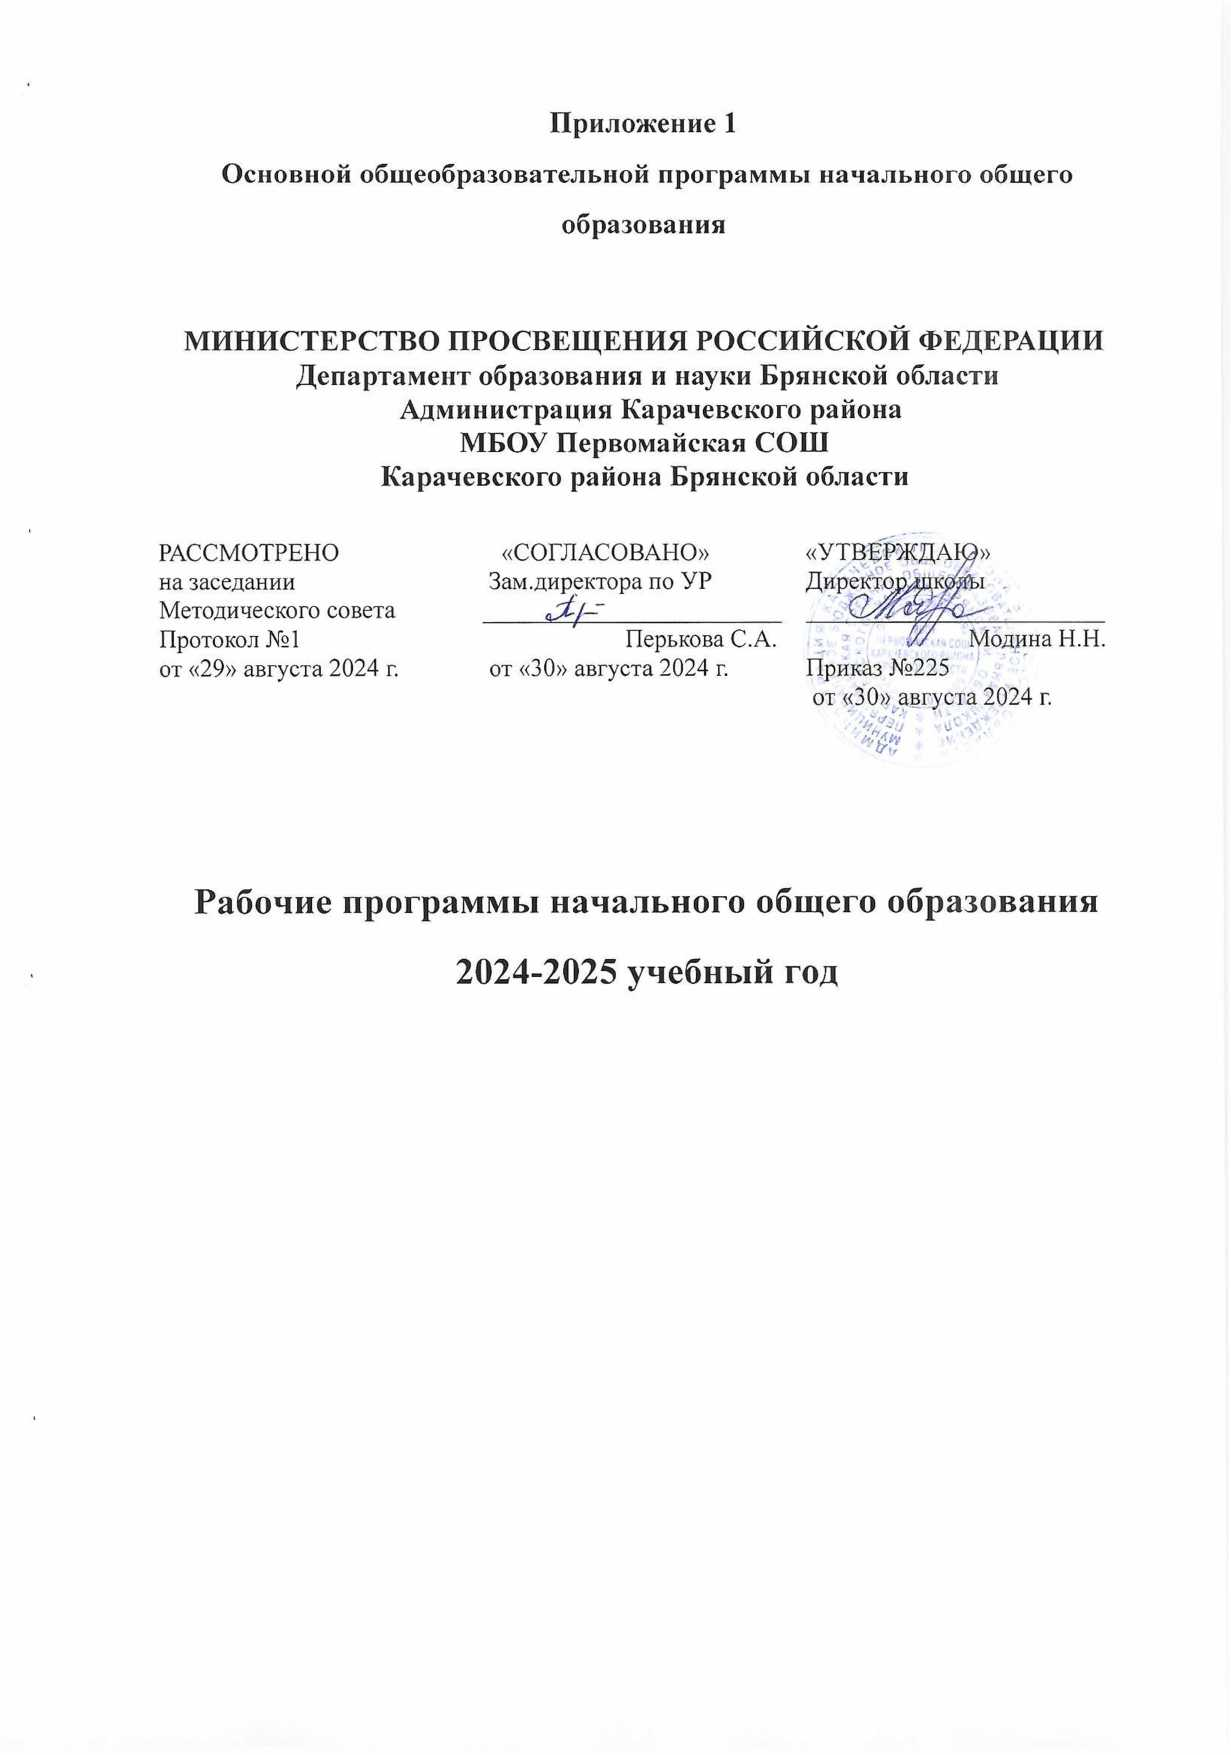 Приложение 1
Основной общеобразовательной программы начального общего
образования
МИНИСТЕРСТВО ПРОСВЕЩЕНИЯ РОССИЙСКОЙ ФЕДЕРАЦИИ
Департамент образования и науки Брянской области
Администрация Карачевского района
МБОУ Первомайская СОШ
Карачевского района Брянской области
РАССМОТРЕНО
на заседании
Методического совета
Протокол №1
от «29» августа 2024 г.
«СОГЛАСОВАНО»
Зам.директора по УР
Перькова С.А.
от «30» августа 2024 г.
«УТВЕРЖДАЮ»
Директор школы
Модина Н.Н.
Приказ №225
от «30» августа 2024 г.
Рабочие программы начального общего образования
2024-2025 учебный год